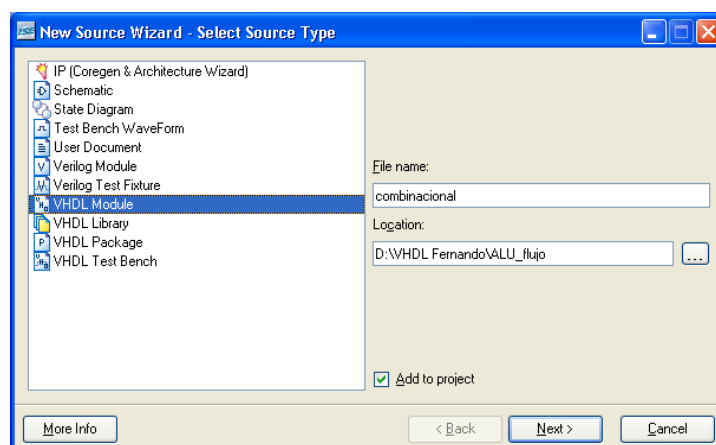 ISE New Source Wizard - Select Source Type
IP (Coregen & Architecture Wizard)
Schematic
State Diagram
Test Bench WaveForm
User Document
Verilog Module
Verilog Test Fixture
VHDL Module
VHDL Library
VHDL Package
VHDL Test Bench
File name:
combinacional
Location:
D:\VHDL Fernando\ALU_flujo
...
Add to project
More Info
< Back
Next >
Cancel